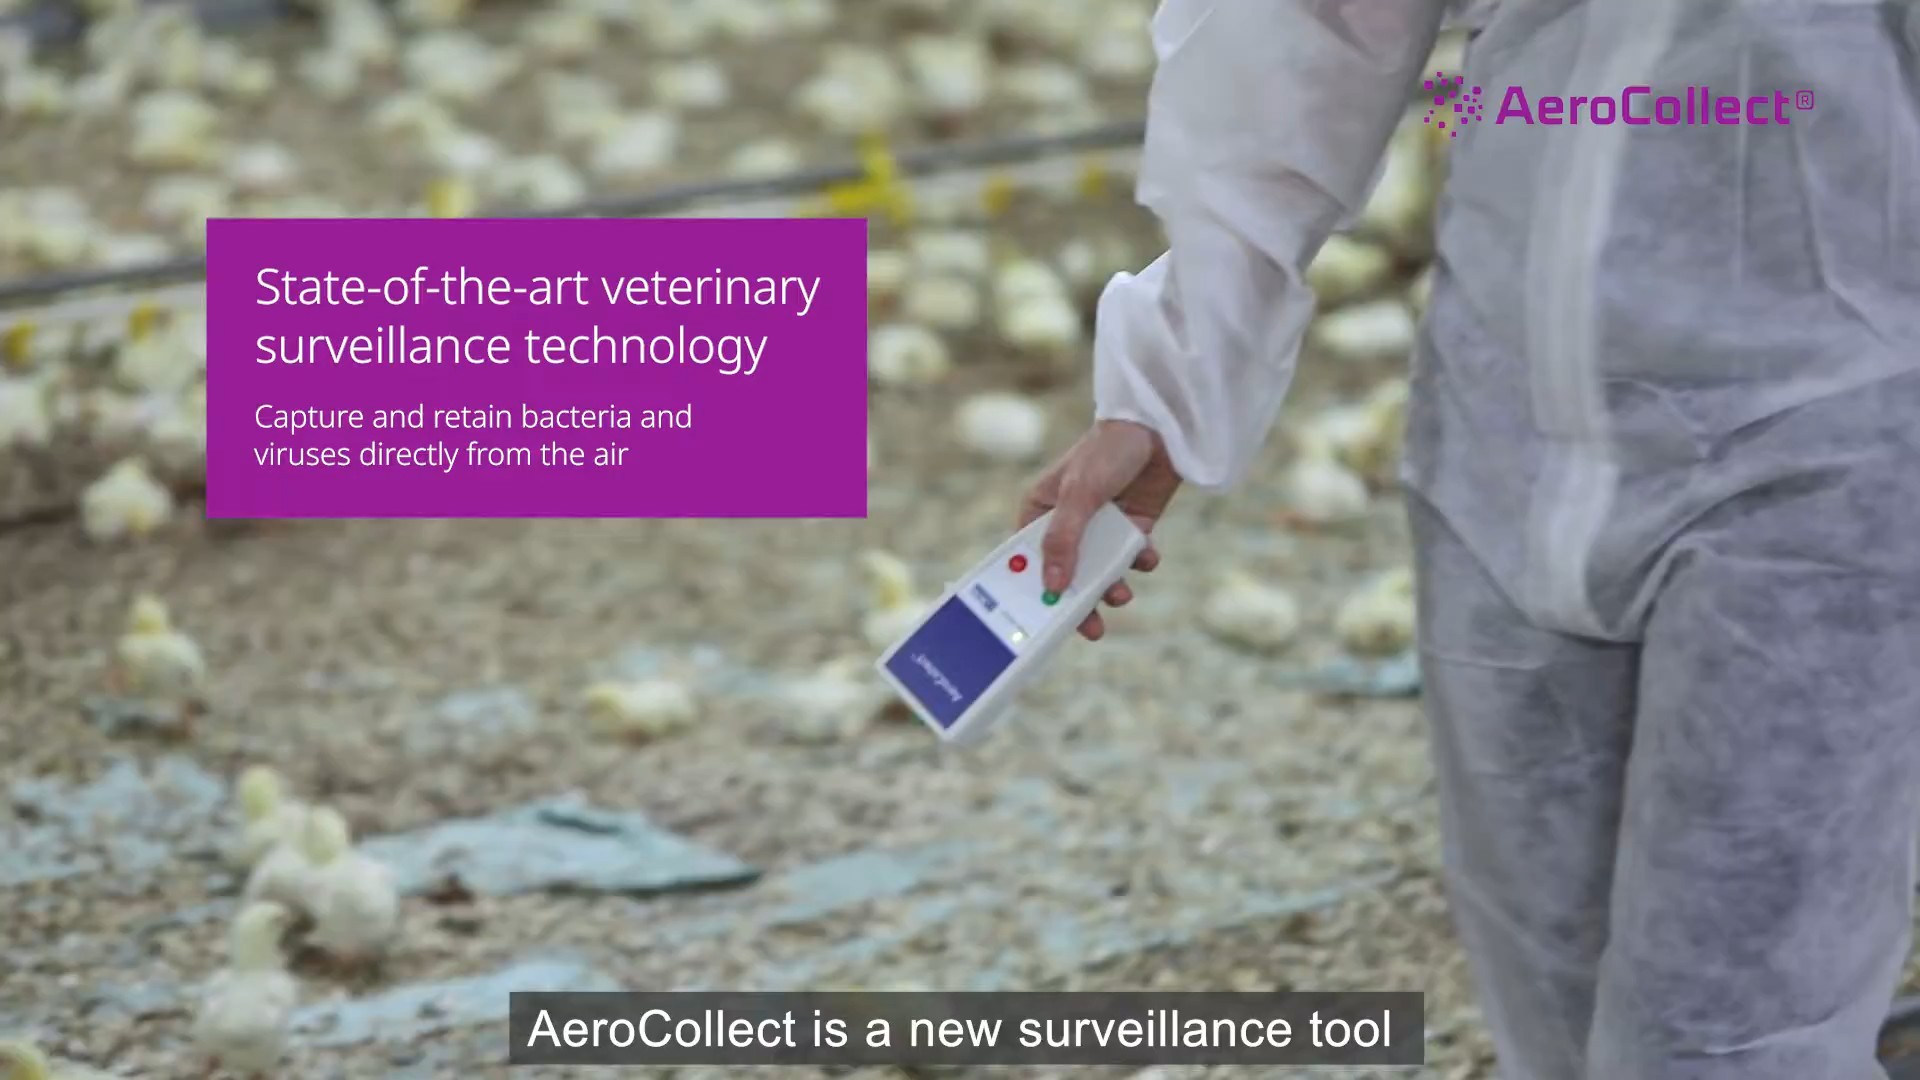 AeroCollect®
State-of-the-art veterinary
surveillance technology
Capture and retain bacteria and
viruses directly from the air
AeroCollect
AeroCollect is a new surveillance tool